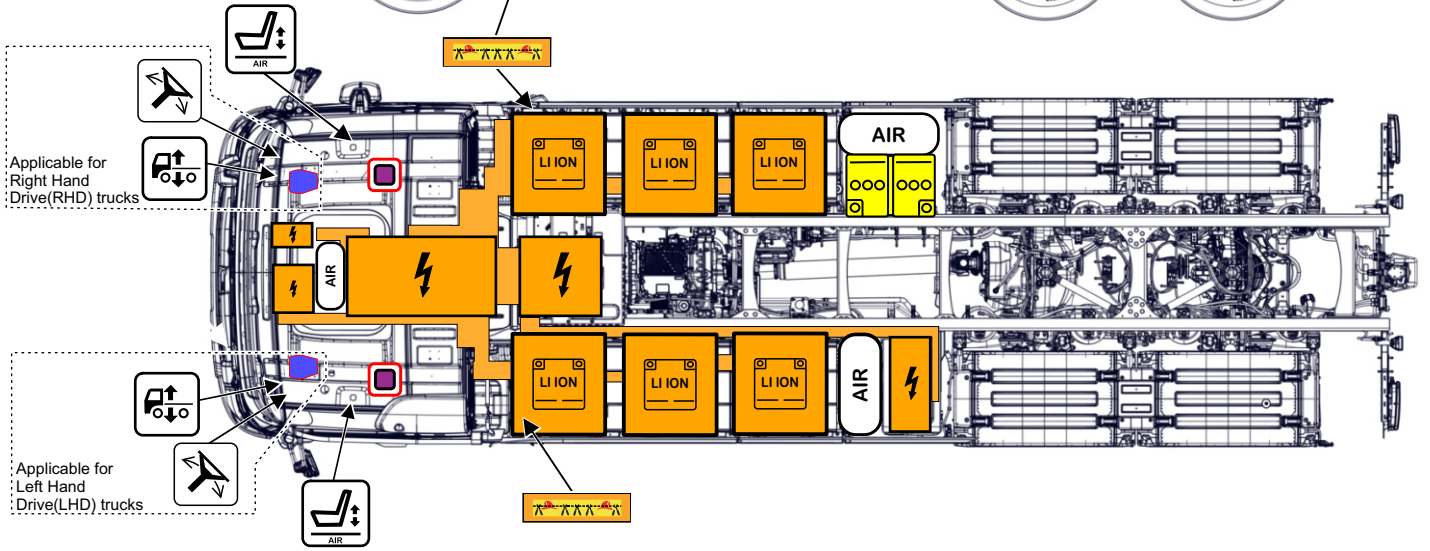 AIR
Applicable for
Right Hand
Drive(RHD) trucks
LI ION
LI ION
LI ION
AIR
AIR
LI ION
LI ION
LI ION
AIR
Applicable for
Left Hand
Drive(LHD) trucks
AIR